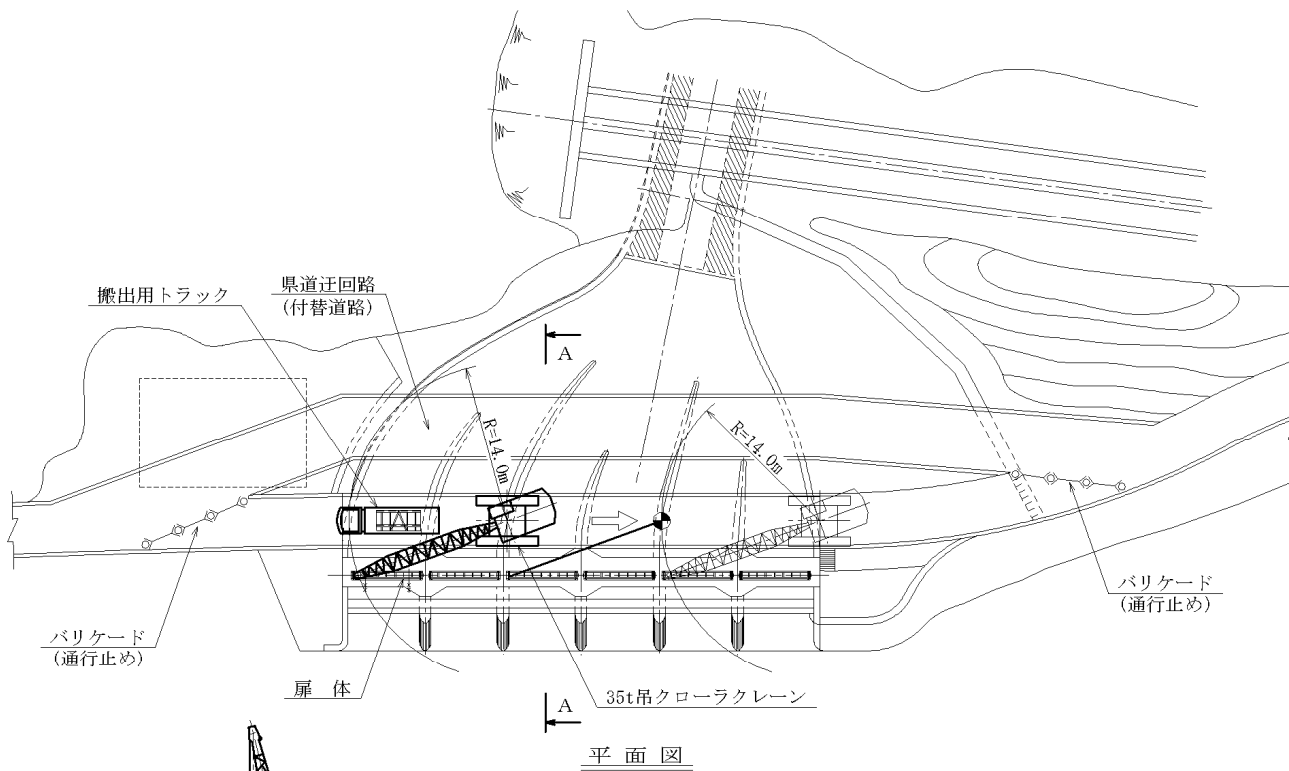 県道迂回路
(付替道路)
搬出用トラック
A
R=14.0m
R=14.0m
バリケード
(通行止め)
バリケード
(通行止め)
扉 体
35t吊クローラクレーン
A
平 面 図